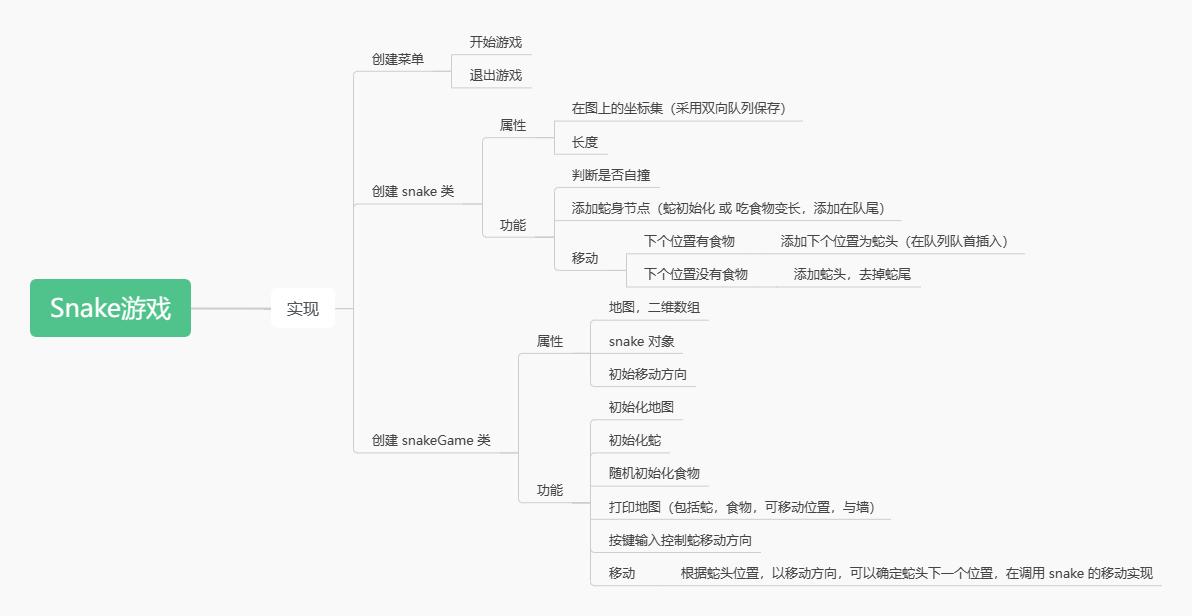 Snake游戏
实现
创建菜单
开始游戏
退出游戏
创建 snake 类
属性
在图上的坐标集（采用双向队列保存）
长度
功能
判断是否自撞
添加蛇身节点（蛇初始化 或 吃食物变长，添加在队尾）
移动
下个位置有食物
添加下个位置为蛇头（在队列队首插入）
下个位置没有食物
添加蛇头，去掉蛇尾
创建 snakeGame 类
属性
地图，二维数组
snake 对象
初始移动方向
功能
初始化地图
初始化蛇
随机初始化食物
打印地图（包括蛇，食物，可移动位置，与墙）
按键输入控制蛇移动方向
移动
根据蛇头位置，以移动方向，可以确定蛇头下一个位置，在调用 snake 的移动实现